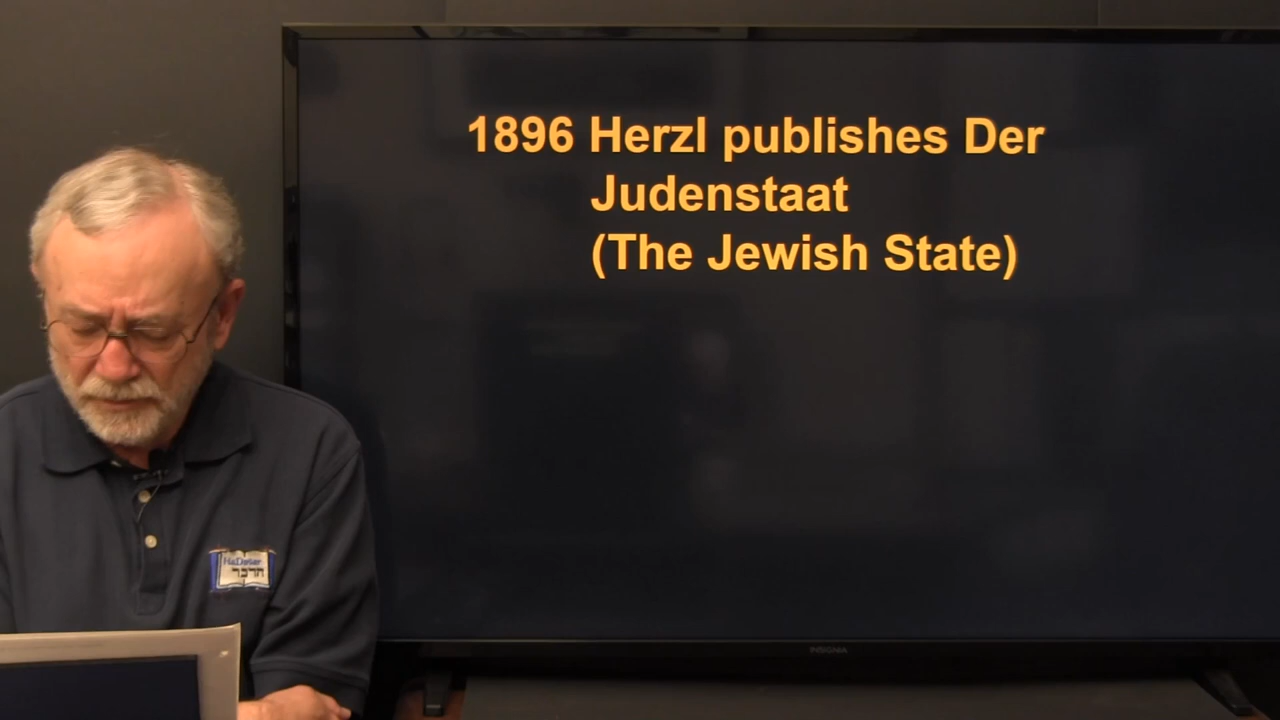 1896 Herzl publishes Der
Judenstaat
(The Jewish State)
HaDavar
הדבר
INSIGNIA